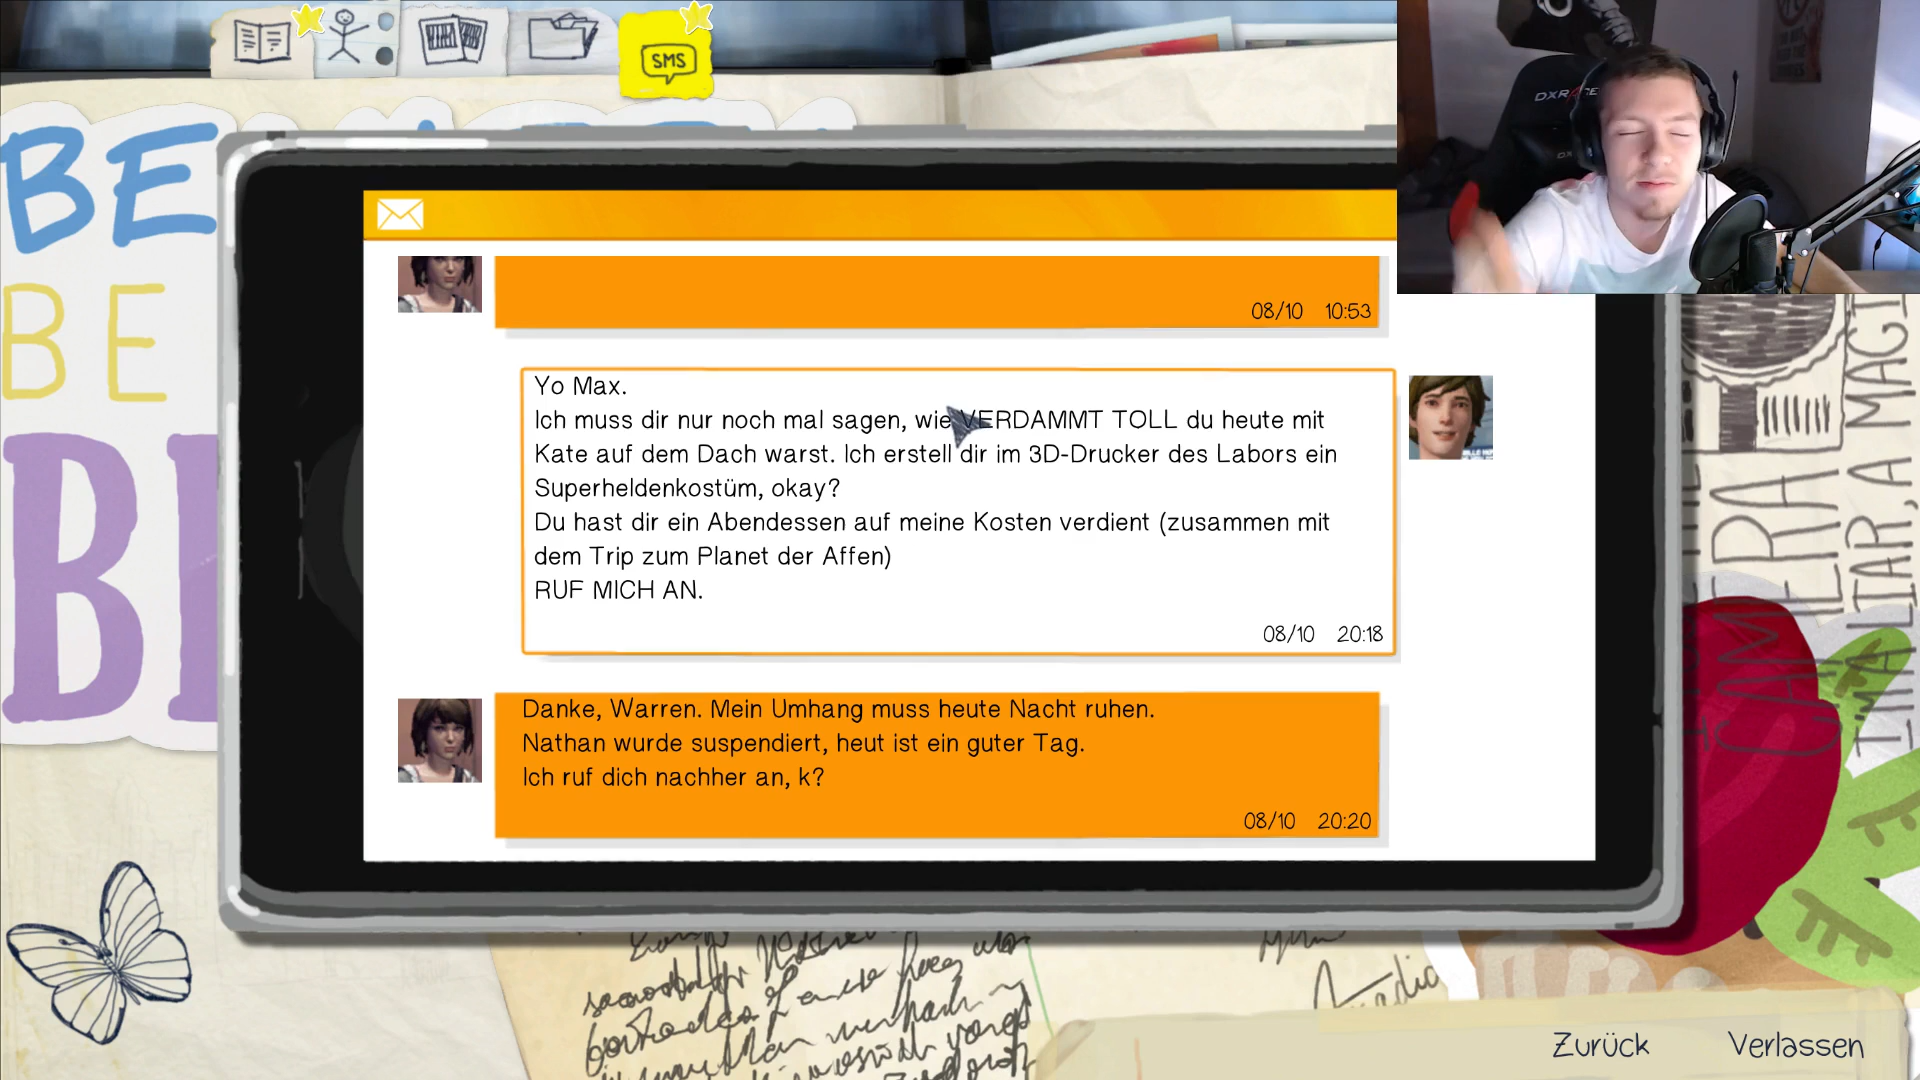 SMS
BE
BE
08/10 10:53
Yo Max.
Ich muss dir nur noch mal sagen, wie VERDAMMT TOLL du heute mit
Kate auf dem Dach warst. Ich erstell dir im 3D-Drucker des Labors ein
Superheldenkostüm, okay?
Du hast dir ein Abendessen auf meine Kosten verdient (zusammen mit
dem Trip zum Planet der Affen)
RUF MICH AN.
08/10 20:18
Danke, Warren. Mein Umhang muss heute Nacht ruhen.
Nathan wurde suspendiert, heut ist ein guter Tag.
Ich ruf dich nachher an, k?
08/10 20:20
Zurück Verlassen